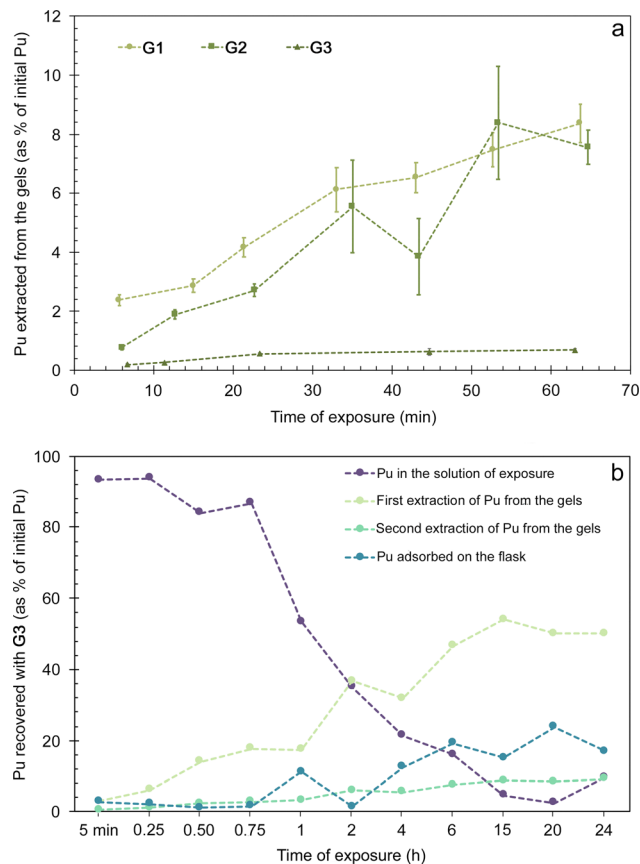 a
G1 G2 G3
12
10
8
6
4
2
0
Pu extracted from the gels (as % of initial Pu)
0 10 20 30 40 50 60 70
Time of exposure (min)
b
Pu in the solution of exposure
First extraction of Pu from the gels
Second extraction of Pu from the gels
Pu adsorbed on the flask
100
80
60
40
20
0
Pu recovered with G3 (as % of initial Pu)
5 min 0.25 0.50 0.75 1 2 4 6 15 20 24
Time of exposure (h)